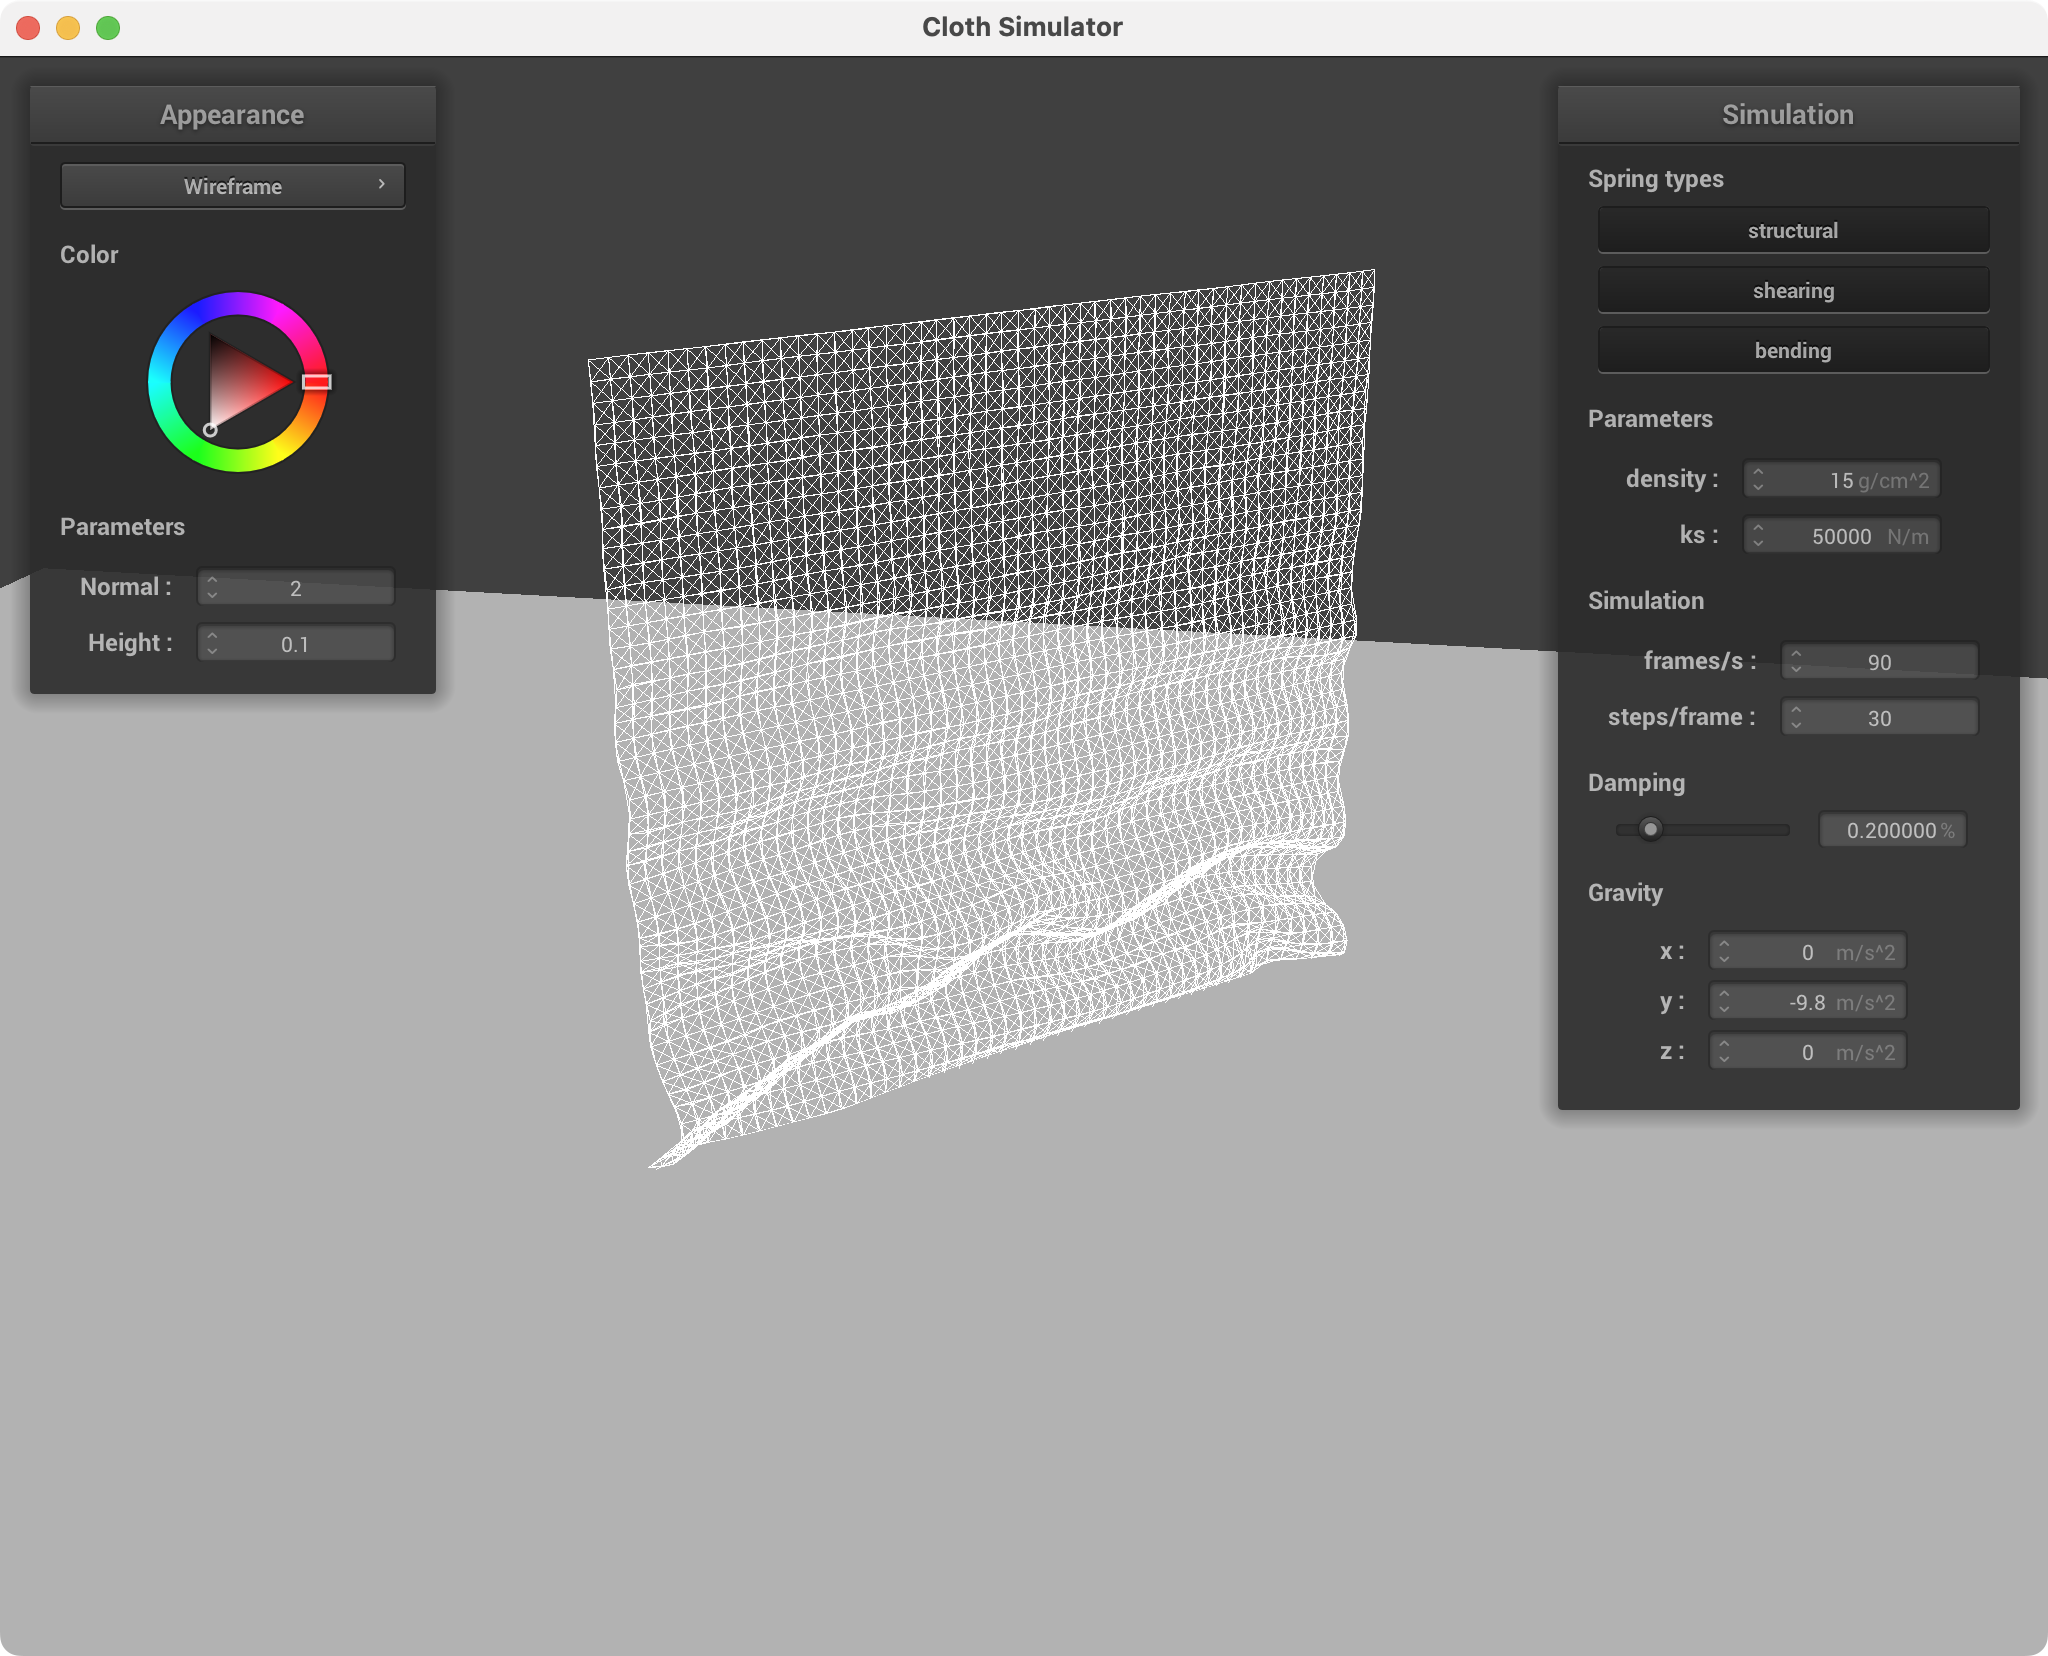 Cloth Simulator
Appearance
Wireframe
Color
Parameters
Normal : 2
Height : 0.1
Simulation
Spring types
structural
shearing
bending
Parameters
density : 15 g/cm^2
ks : 50000 N/m
Simulation
frames/s : 90
steps/frame : 30
Damping
0.200000 %
Gravity
x : 0 m/s^2
y : -9.8 m/s^2
z : 0 m/s^2